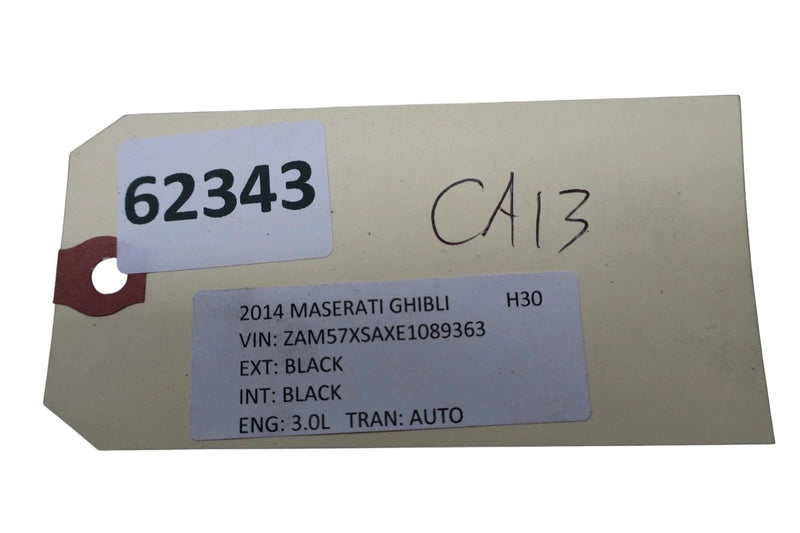 62343
CA13
2014 MASERATI GHIBLI H30
VIN: ZAM57XSAXE1089363
EXT: BLACK
INT: BLACK
ENG: 3.0L TRAN: AUTO